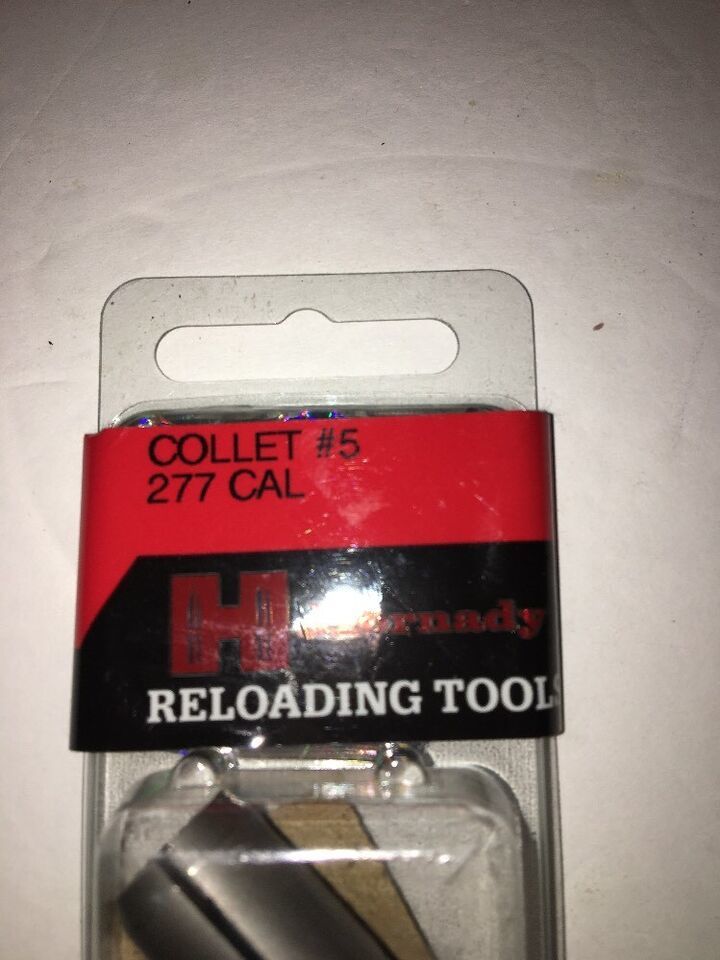 COLLET #5
277 CAL
H Hornady
RELOADING TOOLS